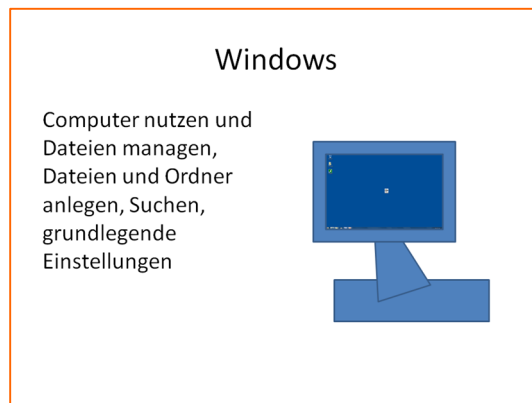 Windows
Computer nutzen und
Dateien managen,
Dateien und Ordner
anlegen, Suchen,
grundlegende
Einstellungen